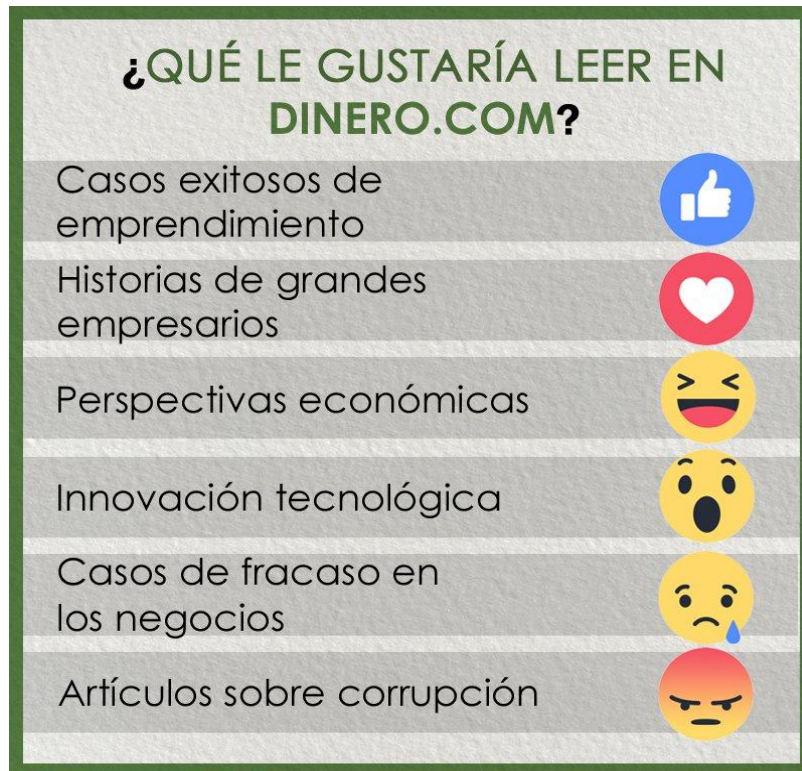 ¿QUÉ LE GUSTARÍA LEER EN
DINERO.COM?
Casos exitosos de
emprendimiento
Historias de grandes
empresarios
Perspectivas económicas
Innovación tecnológica
Casos de fracaso en
los negocios
Artículos sobre corrupción